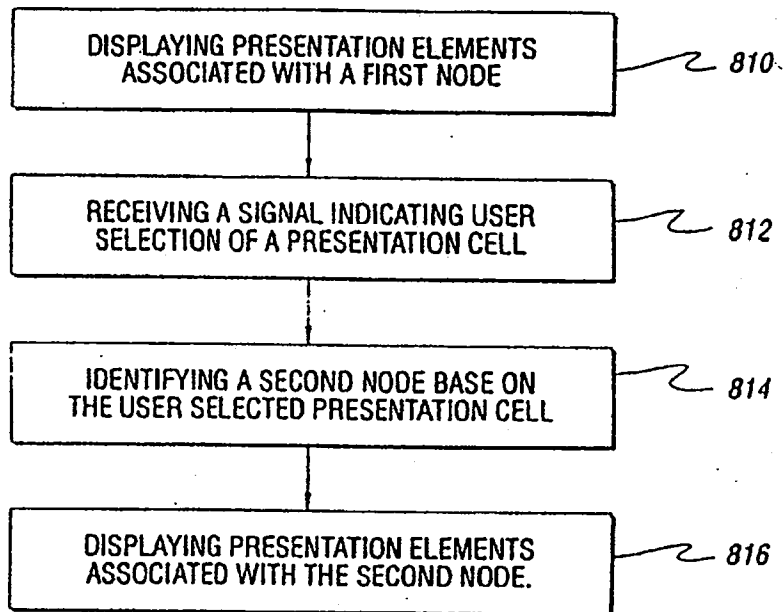 DISPLAYING PRESENTATION ELEMENTS
ASSOCIATED WITH A FIRST NODE
810
RECEIVING A SIGNAL INDICATING USER
SELECTION OF A PRESENTATION CELL
812
IDENTIFYING A SECOND NODE BASE ON
THE USER SELECTED PRESENTATION CELL
814
DISPLAYING PRESENTATION ELEMENTS
ASSOCIATED WITH THE SECOND NODE.
816